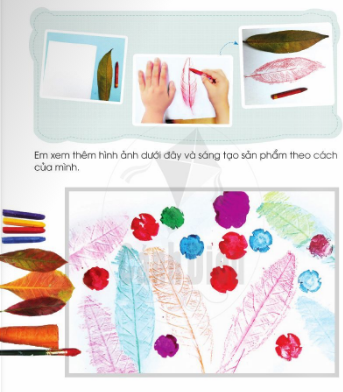 Em xem thêm hình ảnh dưới đây và sáng tạo sản phẩm theo cách
của mình.